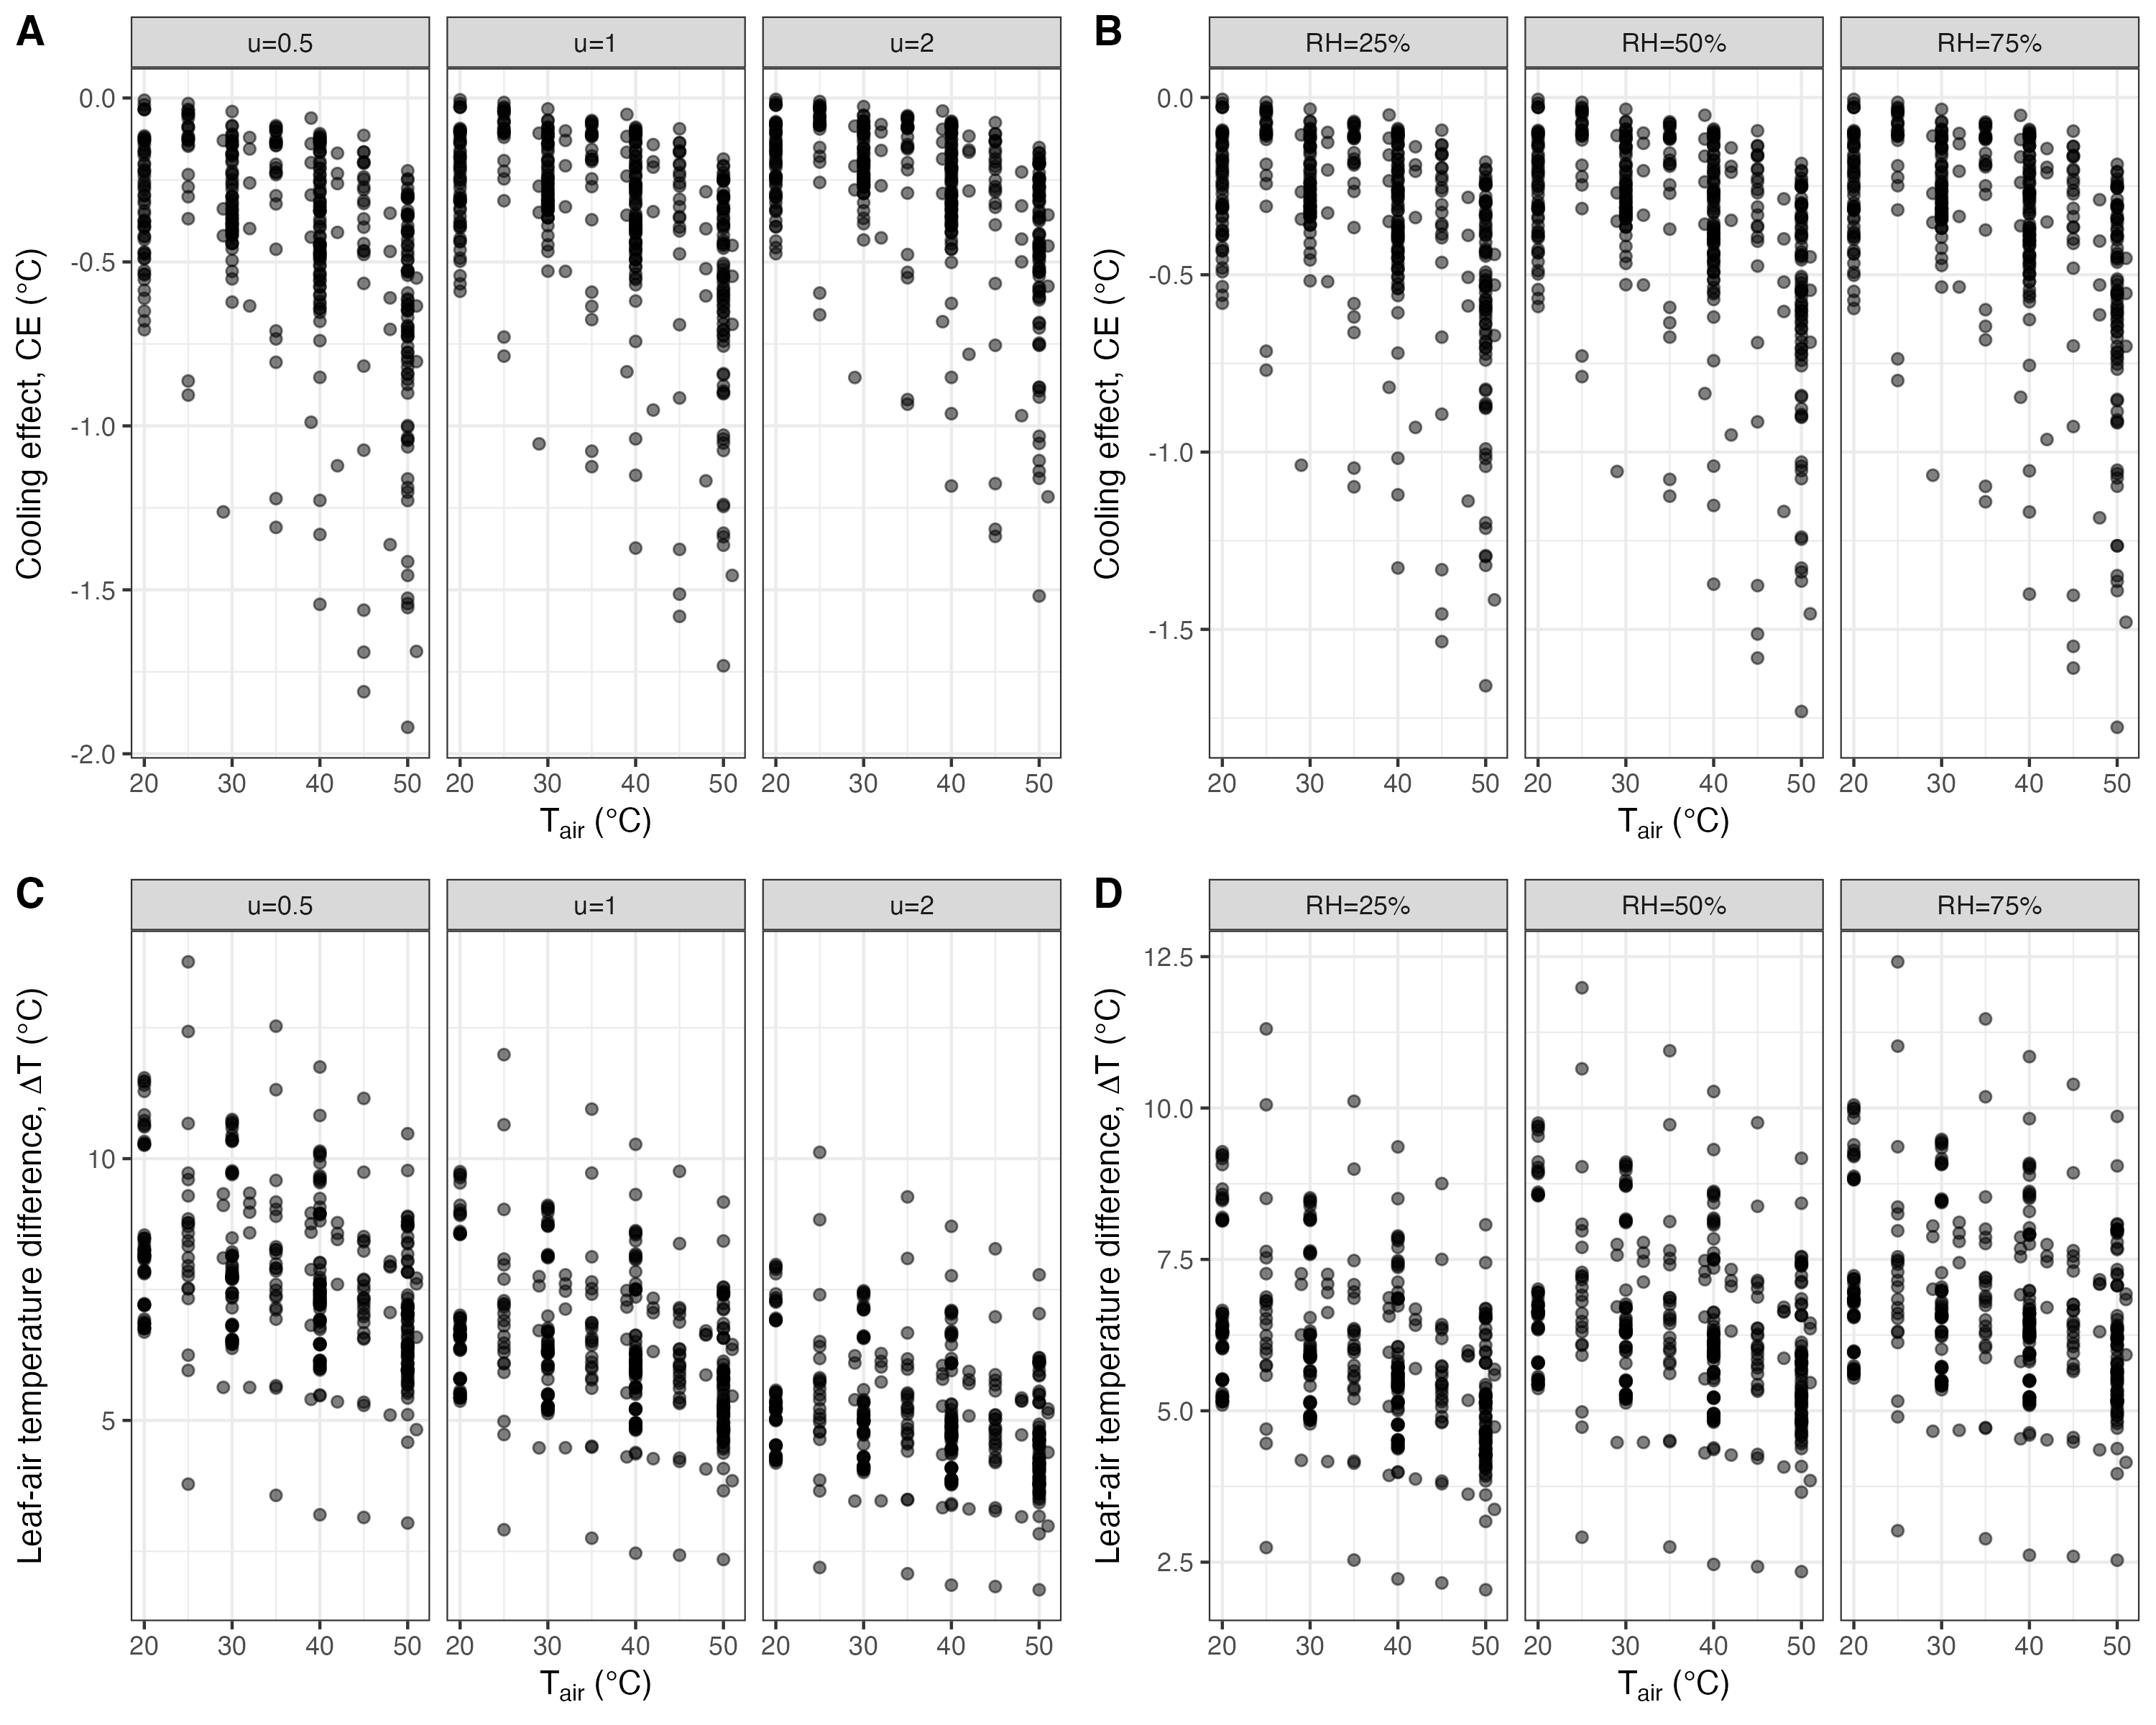 A
u=0.5 u=1 u=2
Cooling effect, CE (°C)
0.0
-0.5
-1.0
-1.5
-2.0
20 30 40 50 20 30 40 50 20 30 40 50
Tair (°C)
B
RH=25% RH=50% RH=75%
Cooling effect, CE (°C)
0.0
-0.5
-1.0
-1.5
20 30 40 50 20 30 40 50 20 30 40 50
Tair (°C)
C
u=0.5 u=1 u=2
Leaf-air temperature difference, ΔT (°C)
10
5
20 30 40 50 20 30 40 50 20 30 40 50
Tair (°C)
D
RH=25% RH=50% RH=75%
Leaf-air temperature difference, ΔT (°C)
12.5
10.0
7.5
5.0
2.5
20 30 40 50 20 30 40 50 20 30 40 50
Tair (°C)